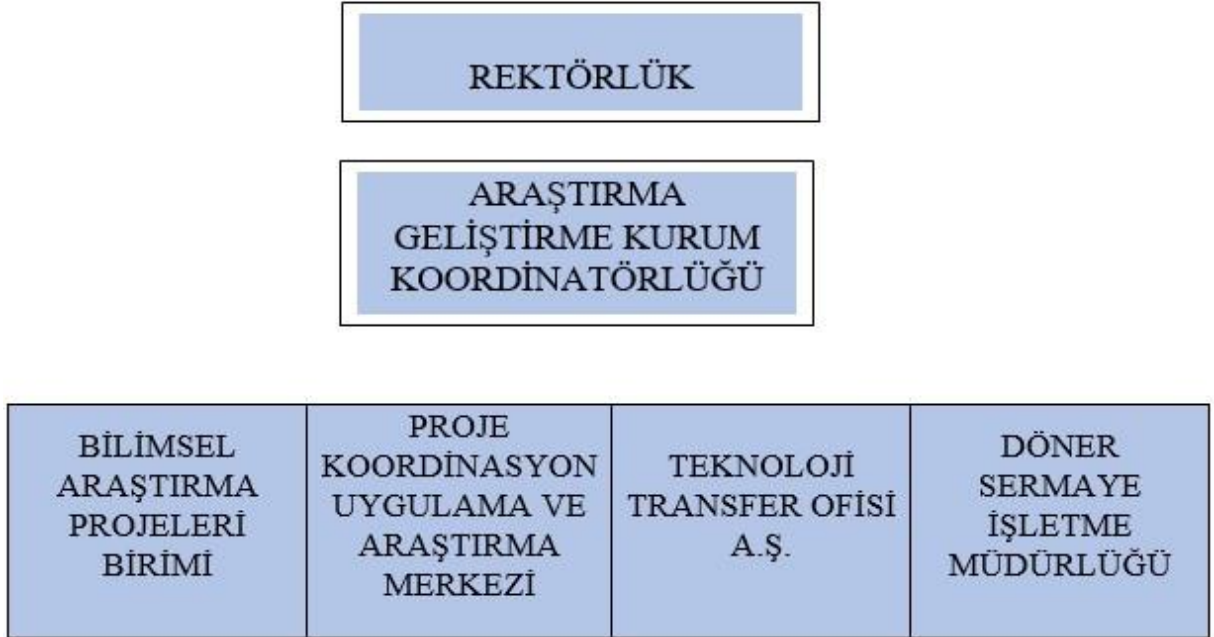 REKTÖRLÜK
ARAŞTIRMA
GELİŞTİRME KURUM
KOORDİNATÖRLÜĞÜ
BİLİMSEL
ARAŞTIRMA
PROJELERİ
BİRİMİ
PROJE
KOORDİNASYON
UYGULAMA VE
ARAŞTIRMA
MERKEZİ
TEKNOLOJİ
TRANSFER OFİSİ
A.Ş.
DÖNER
SERMAYE
İŞLETME
MÜDÜRLÜĞÜ